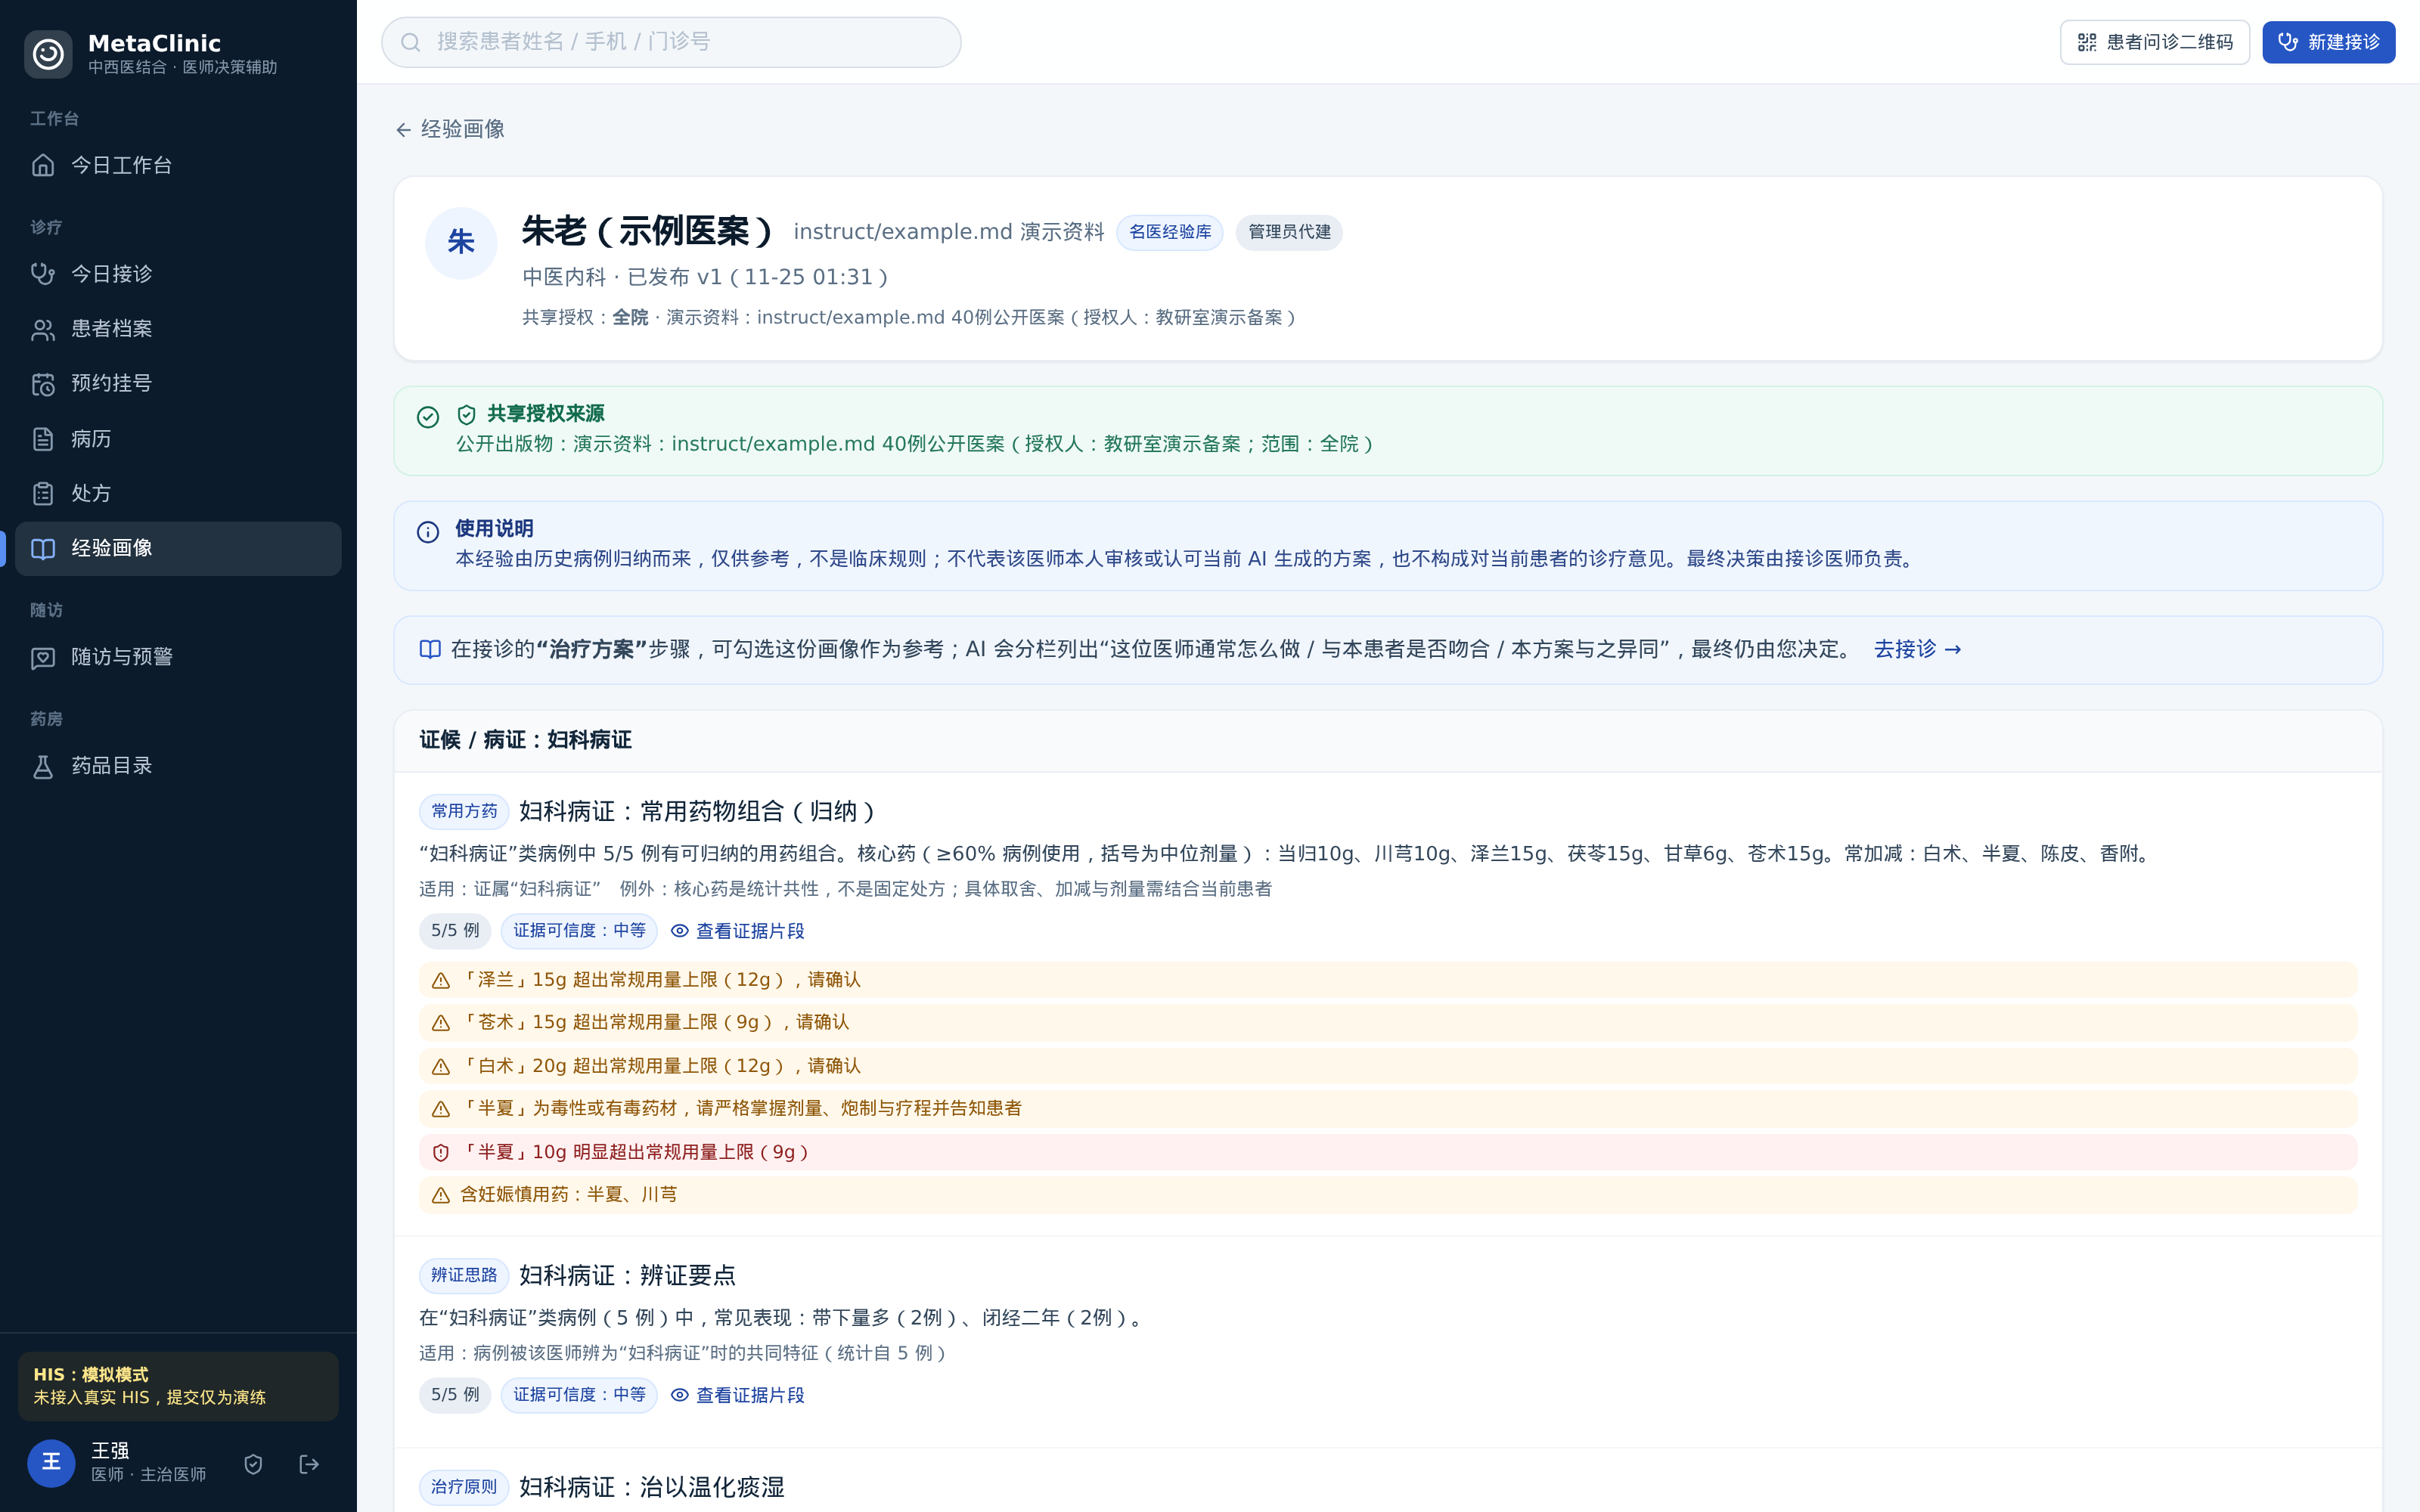 MetaClinic
中西医结合 · 医师决策辅助
工作台
今日工作台
诊疗
今日接诊
患者档案
预约挂号
病历
处方
经验画像
随访
随访与预警
药房
药品目录
HIS：模拟模式
未接入真实 HIS，提交仅为演练
王
王强
医师 · 主治医师
搜索患者姓名 / 手机 / 门诊号
患者问诊二维码
新建接诊
← 经验画像
朱
朱老（示例医案） instruct/example.md 演示资料 名医经验库 管理员代建
中医内科 · 已发布 v1（11-25 01:31）
共享授权：全院 · 演示资料：instruct/example.md 40例公开医案（授权人：教研室演示备案）
共享授权来源
公开出版物：演示资料：instruct/example.md 40例公开医案（授权人：教研室演示备案；范围：全院）
使用说明
本经验由历史病例归纳而来，仅供参考，不是临床规则；不代表该医师本人审核或认可当前 AI 生成的方案，也不构成对当前患者的诊疗意见。最终决策由接诊医师负责。
在接诊的“治疗方案”步骤，可勾选这份画像作为参考；AI 会分栏列出“这位医师通常怎么做 / 与本患者是否吻合 / 本方案与之异同”，最终仍由您决定。 去接诊 →
证候 / 病证：妇科病证
常用方药 妇科病证：常用药物组合（归纳）
“妇科病证”类病例中 5/5 例有可归纳的用药组合。核心药（≥60% 病例使用，括号为中位剂量）：当归10g、川芎10g、泽兰15g、茯苓15g、甘草6g、苍术15g。常加减：白术、半夏、陈皮、香附。
适用：证属“妇科病证” 例外：核心药是统计共性，不是固定处方；具体取舍、加减与剂量需结合当前患者
5/5 例 证据可信度：中等 查看证据片段
「泽兰」15g 超出常规用量上限（12g），请确认
「苍术」15g 超出常规用量上限（9g），请确认
「白术」20g 超出常规用量上限（12g），请确认
「半夏」为毒性或有毒药材，请严格掌握剂量、炮制与疗程并告知患者
「半夏」10g 明显超出常规用量上限（9g）
含妊娠慎用药：半夏、川芎
辨证思路 妇科病证：辨证要点
在“妇科病证”类病例（5 例）中，常见表现：带下量多（2例）、闭经二年（2例）。
适用：病例被该医师辨为“妇科病证”时的共同特征（统计自 5 例）
5/5 例 证据可信度：中等 查看证据片段
治疗原则 妇科病证：治以温化痰湿